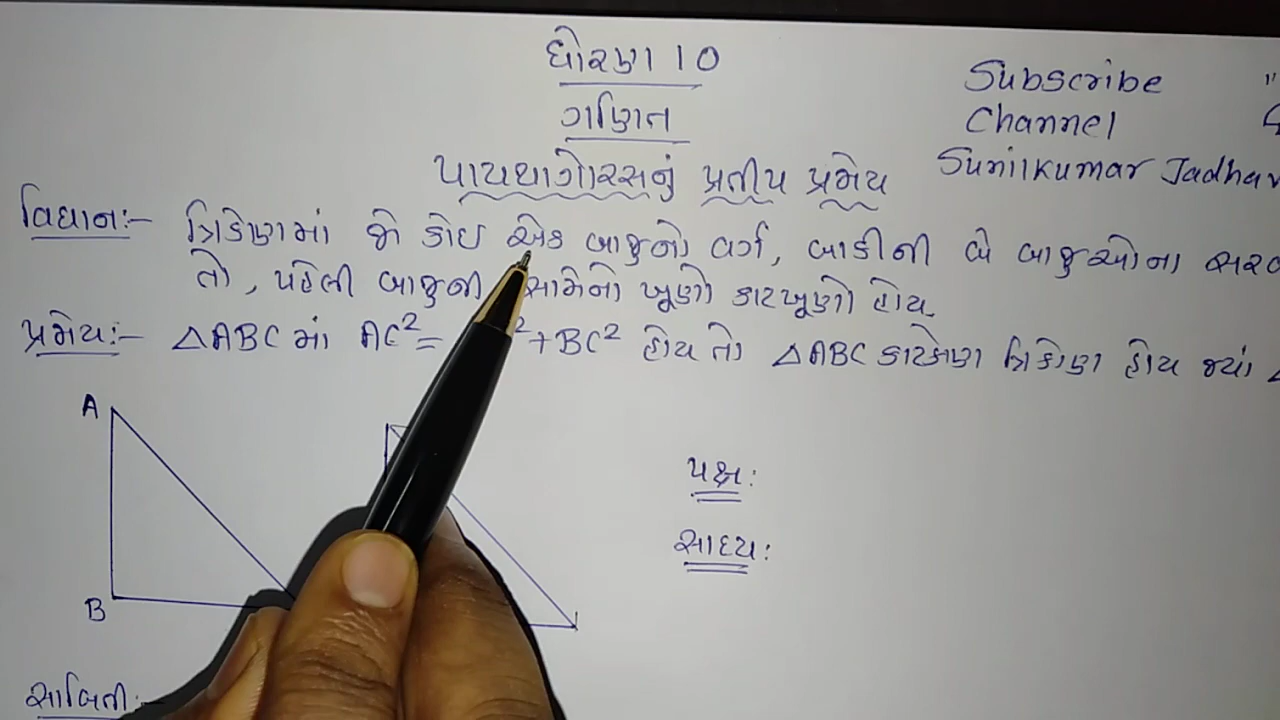 ધોરણ 10
ગણિત
પાયથાગોરસનું પ્રતીપ પ્રમેય
Subscribe
Channel
Sunilkumar Jadhav
વિધાન:- ત્રિકોણમાં જો કોઇ એક બાજુનો વર્ગ, બાકીની બે બાજુઓના
તો, પહેલી બાજુની સામેનો ખૂણો કાટખૂણો હોય.
પ્રમેય:- △ABC માં AC² = ² + BC² હોય તો △ABC કાટકોણ ત્રિકોણ હોય જ્યાં
A
B
પક્ષ:
સાધ્ય:
સાબિતી:-